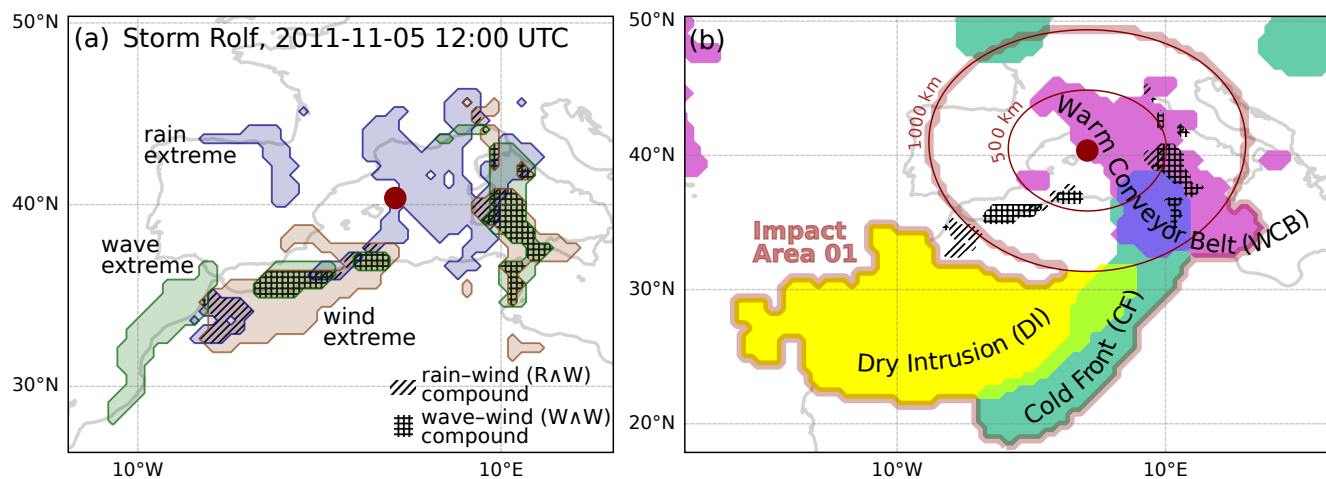 (a) Storm Rolf, 2011-11-05 12:00 UTC
50°N
40°N
30°N
10°W
10°E
rain
extreme
wave
extreme
wind
extreme
rain–wind (R∧W)
compound
wave–wind (W∧W)
compound
(b)
50°N
40°N
30°N
20°N
10°W
10°E
1000 km
500 km
Warm Conveyor Belt (WCB)
Impact
Area 01
Dry Intrusion (DI)
Cold Front (CF)